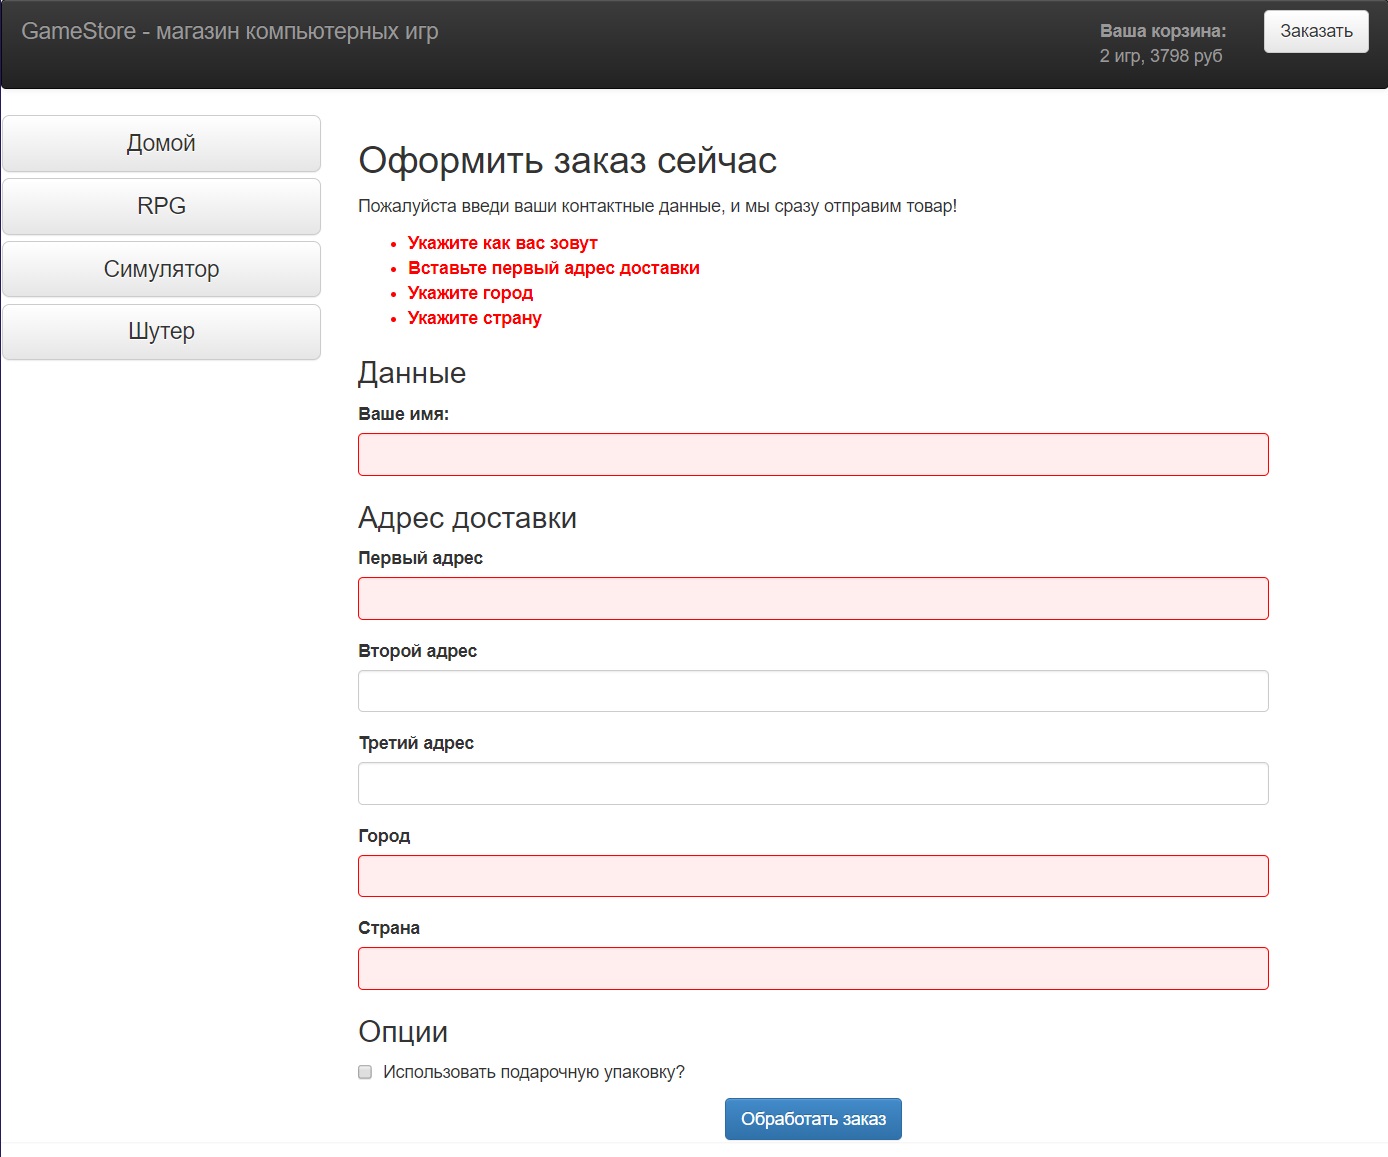 GameStore - магазин компьютерных игр
Ваша корзина:
2 игр, 3798 руб
Заказать
Домой
RPG
Симулятор
Шутер
Оформить заказ сейчас
Пожалуйста введи ваши контактные данные, и мы сразу отправим товар!
Укажите как вас зовут
Вставьте первый адрес доставки
Укажите город
Укажите страну
Данные
Ваше имя:
Адрес доставки
Первый адрес
Второй адрес
Третий адрес
Город
Страна
Опции
Использовать подарочную упаковку?
Обработать заказ